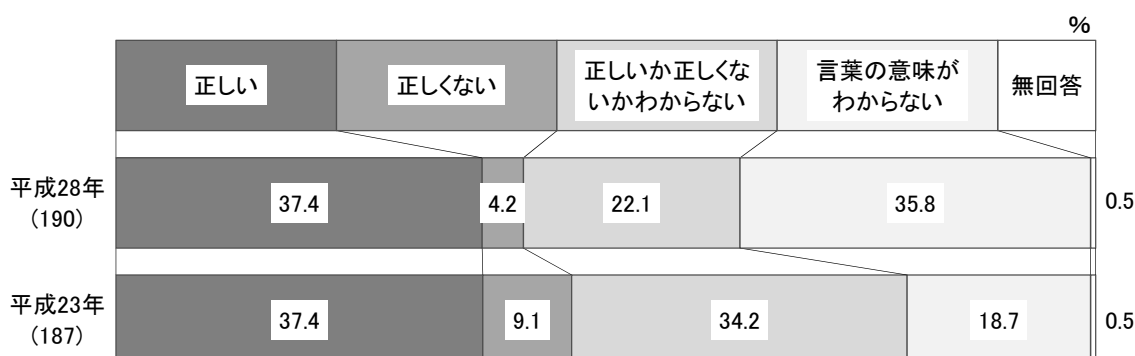 %
正しい
正しくない
正しいか正しくな
いかわからない
言葉の意味が
わからない
無回答
平成28年
(190)
37.4
4.2
22.1
35.8
0.5
平成23年
(187)
37.4
9.1
34.2
18.7
0.5